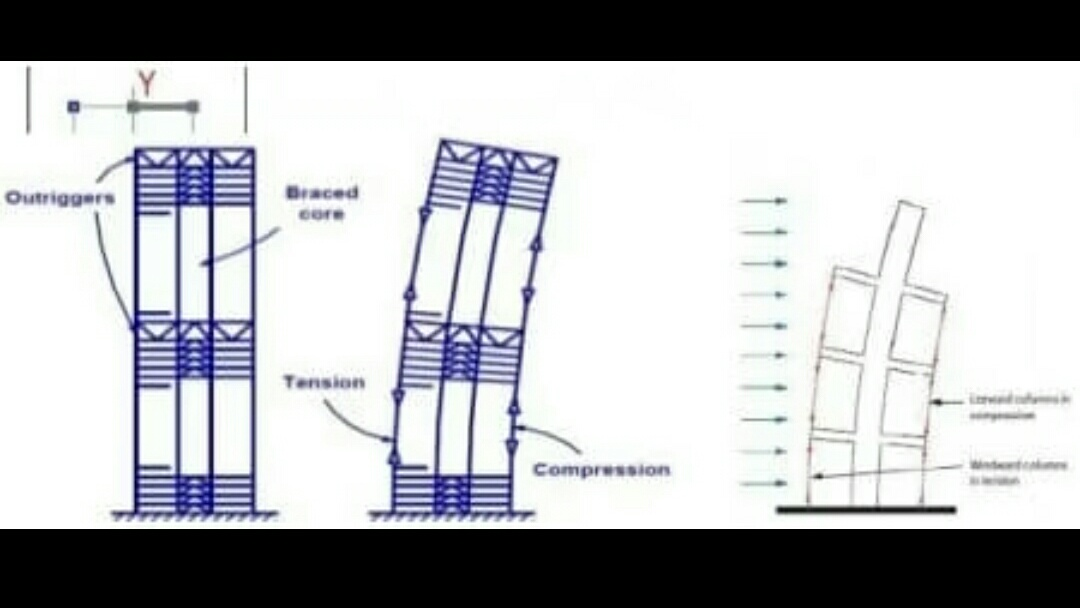 Y
Outriggers
Braced
core
Tension
Compression
Leeward columns in
compression
Windward columns
in tension